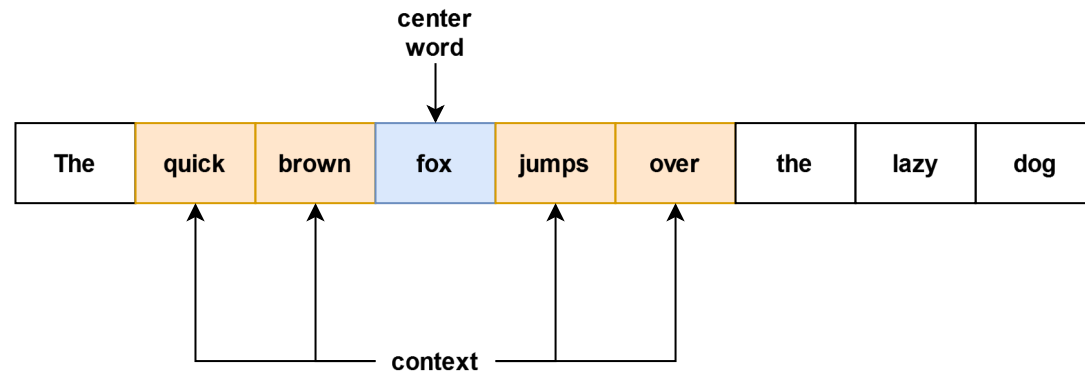 center
word
The quick brown fox jumps over the lazy dog
context